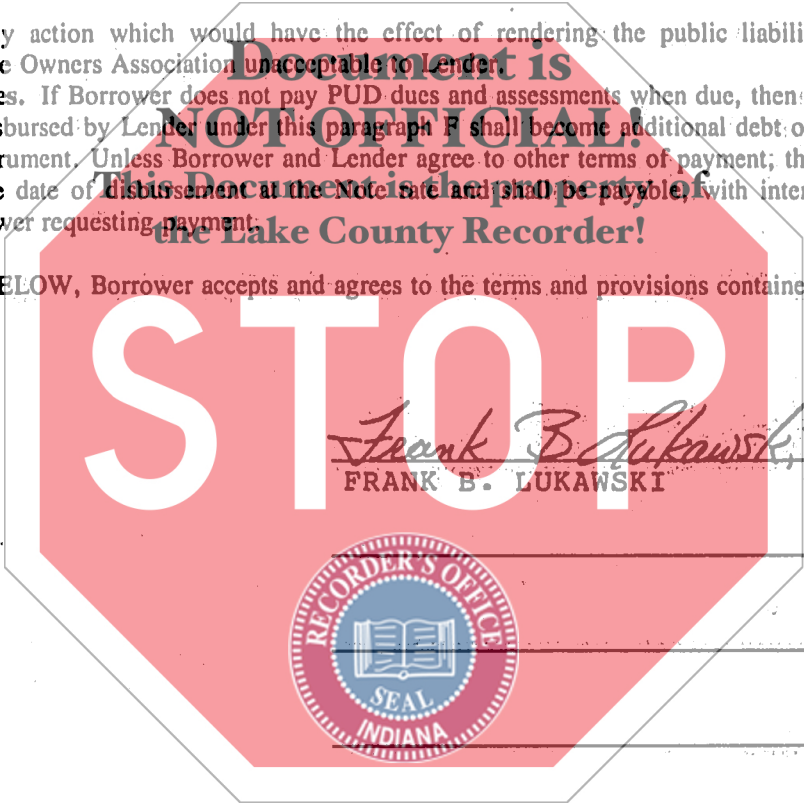 y action which would have the effect of rendering the public liabili
e Owners Association unacceptable to Lender.
Document is
es. If Borrower does not pay PUD dues and assessments when due, then
NOT OFFICIAL!
sbursed by Lender under this paragraph F shall become additional debt o
rument. Unless Borrower and Lender agree to other terms of payment; th
This Document is the property of
e date of disbursement at the Note rate and shall be payable, with inter
the Lake County Recorder!
wer requesting payment.
ELOW, Borrower accepts and agrees to the terms and provisions containe
STOP
Frank B Lukawski
FRANK B. LUKAWSKI
RECORDER'S OFFICE
SEAL
INDIANA